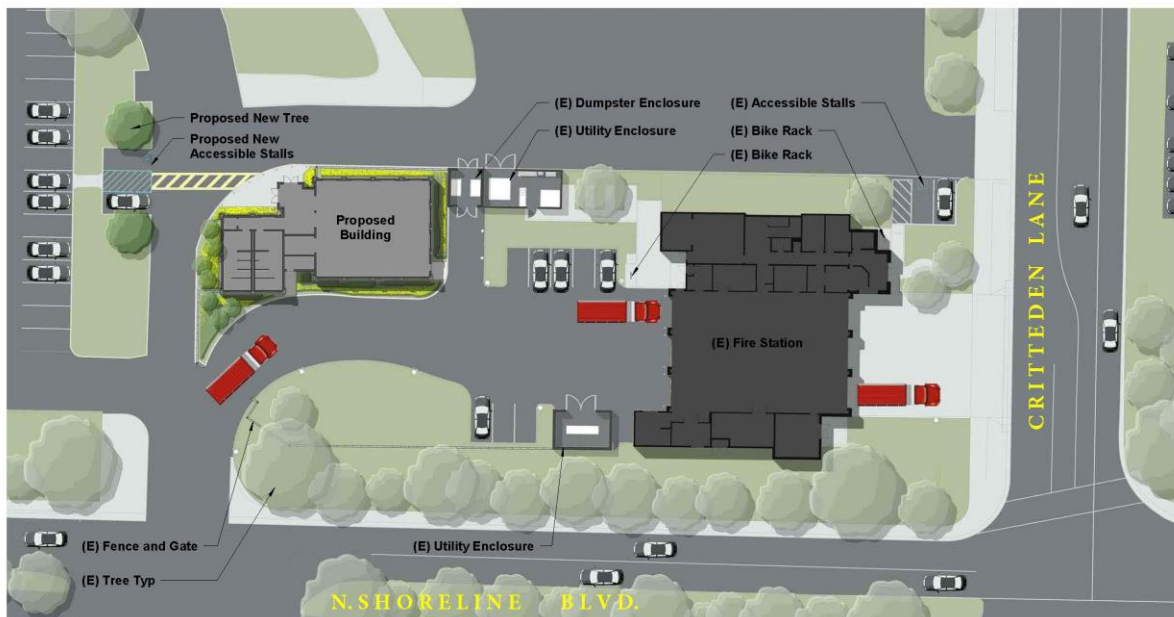 (E) Dumpster Enclosure
(E) Accessible Stalls
Proposed New Tree
(E) Utility Enclosure
(E) Bike Rack
Proposed New
Accessible Stalls
(E) Bike Rack
Proposed
Building
(E) Fire Station
CRITTEDEN LANE
(E) Fence and Gate
(E) Utility Enclosure
(E) Tree Typ
N. SHORELINE BLVD.